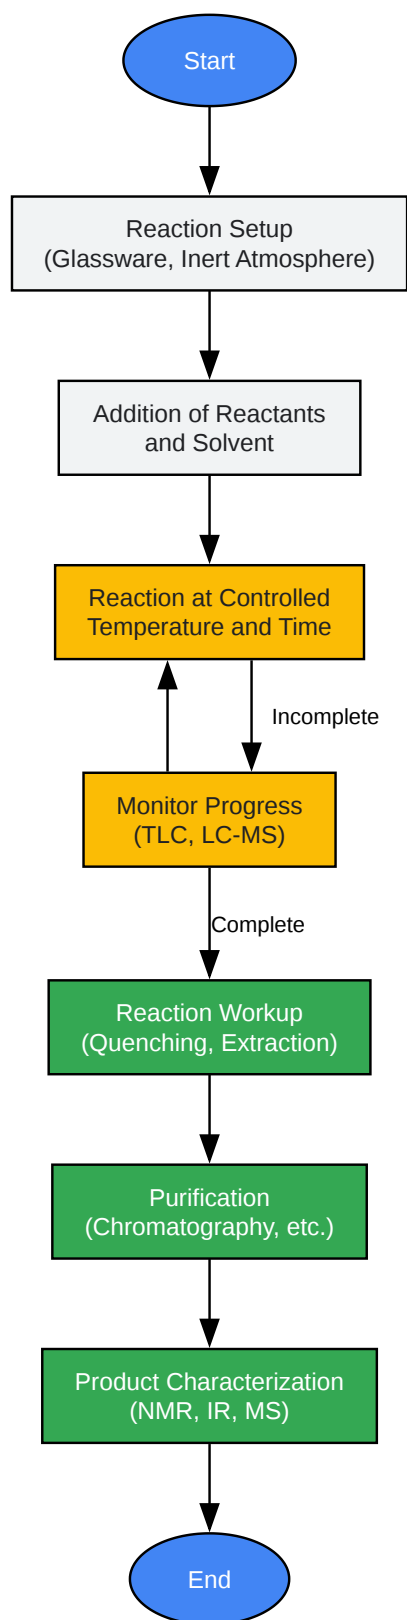 Start
Reaction Setup
(Glassware, Inert Atmosphere)
Addition of Reactants
and Solvent
Reaction at Controlled
Temperature and Time
Incomplete
Monitor Progress
(TLC, LC-MS)
Complete
Reaction Workup
(Quenching, Extraction)
Purification
(Chromatography, etc.)
Product Characterization
(NMR, IR, MS)
End